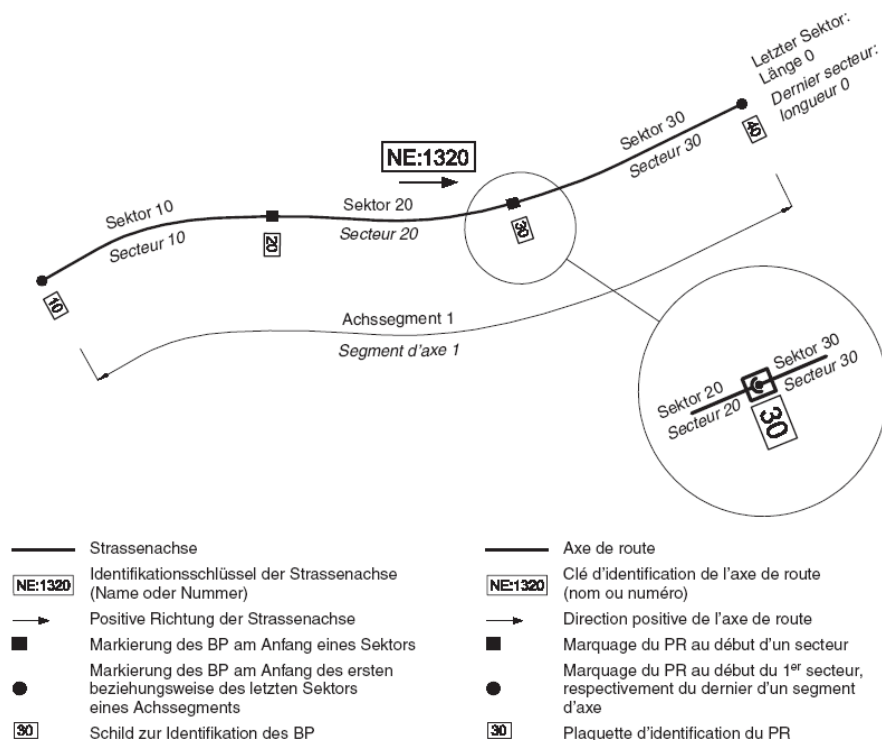 Letzter Sektor:
Länge 0
Dernier secteur:
longueur 0
40
Sektor 30
Secteur 30
NE:1320
Sektor 10
Secteur 10
Sektor 20
Secteur 20
20
30
10
Achssegment 1
Segment d'axe 1
Sektor 30
Secteur 30
Sektor 20
Secteur 20
30
Strassenachse
NE:1320 Identifikationsschlüssel der Strassenachse
(Name oder Nummer)
Positive Richtung der Strassenachse
Markierung des BP am Anfang eines Sektors
Markierung des BP am Anfang des ersten
beziehungsweise des letzten Sektors
eines Achssegments
30 Schild zur Identifikation des BP
Axe de route
NE:1320 Clé d'identification de l'axe de route
(nom ou numéro)
Direction positive de l'axe de route
Marquage du PR au début d'un secteur
Marquage du PR au début du 1er secteur,
respectivement du dernier d'un segment
d'axe
30 Plaquette d'identification du PR